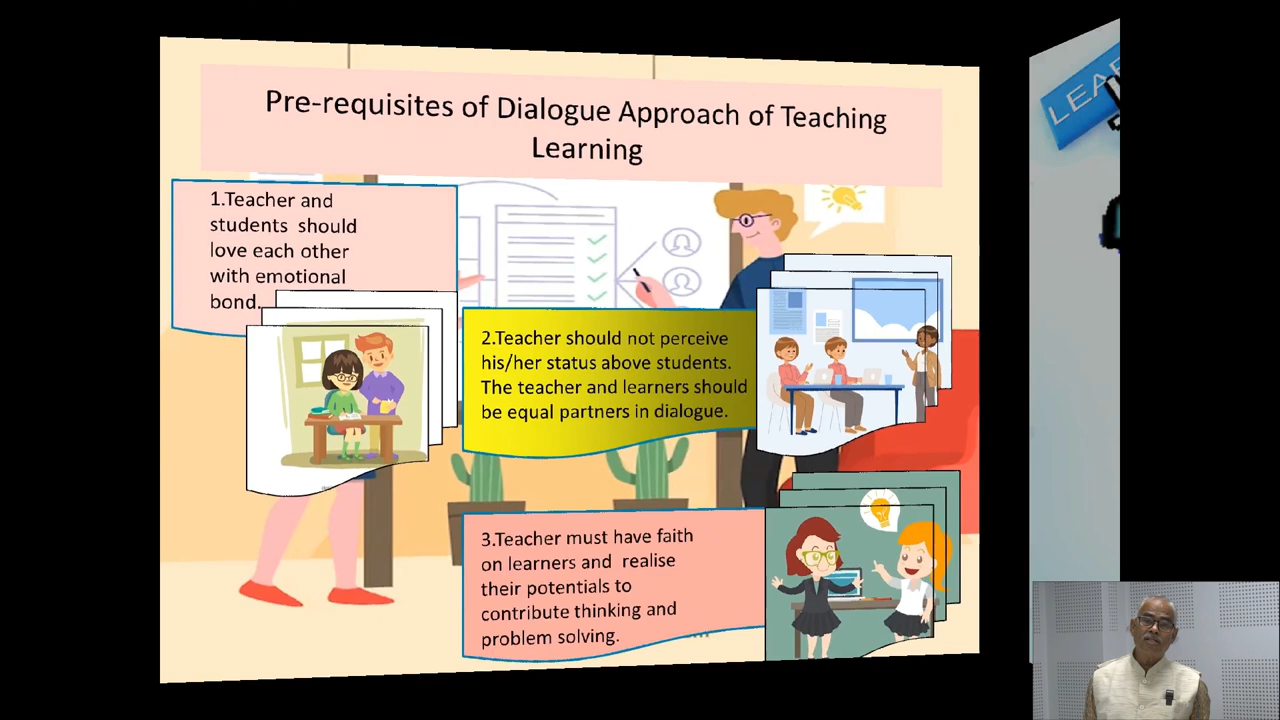 Pre-requisites of Dialogue Approach of Teaching
Learning
1.Teacher and
students should
love each other
with emotional
bond.
2.Teacher should not perceive
his/her status above students.
The teacher and learners should
be equal partners in dialogue.
3.Teacher must have faith
on learners and realise
their potentials to
contribute thinking and
problem solving.